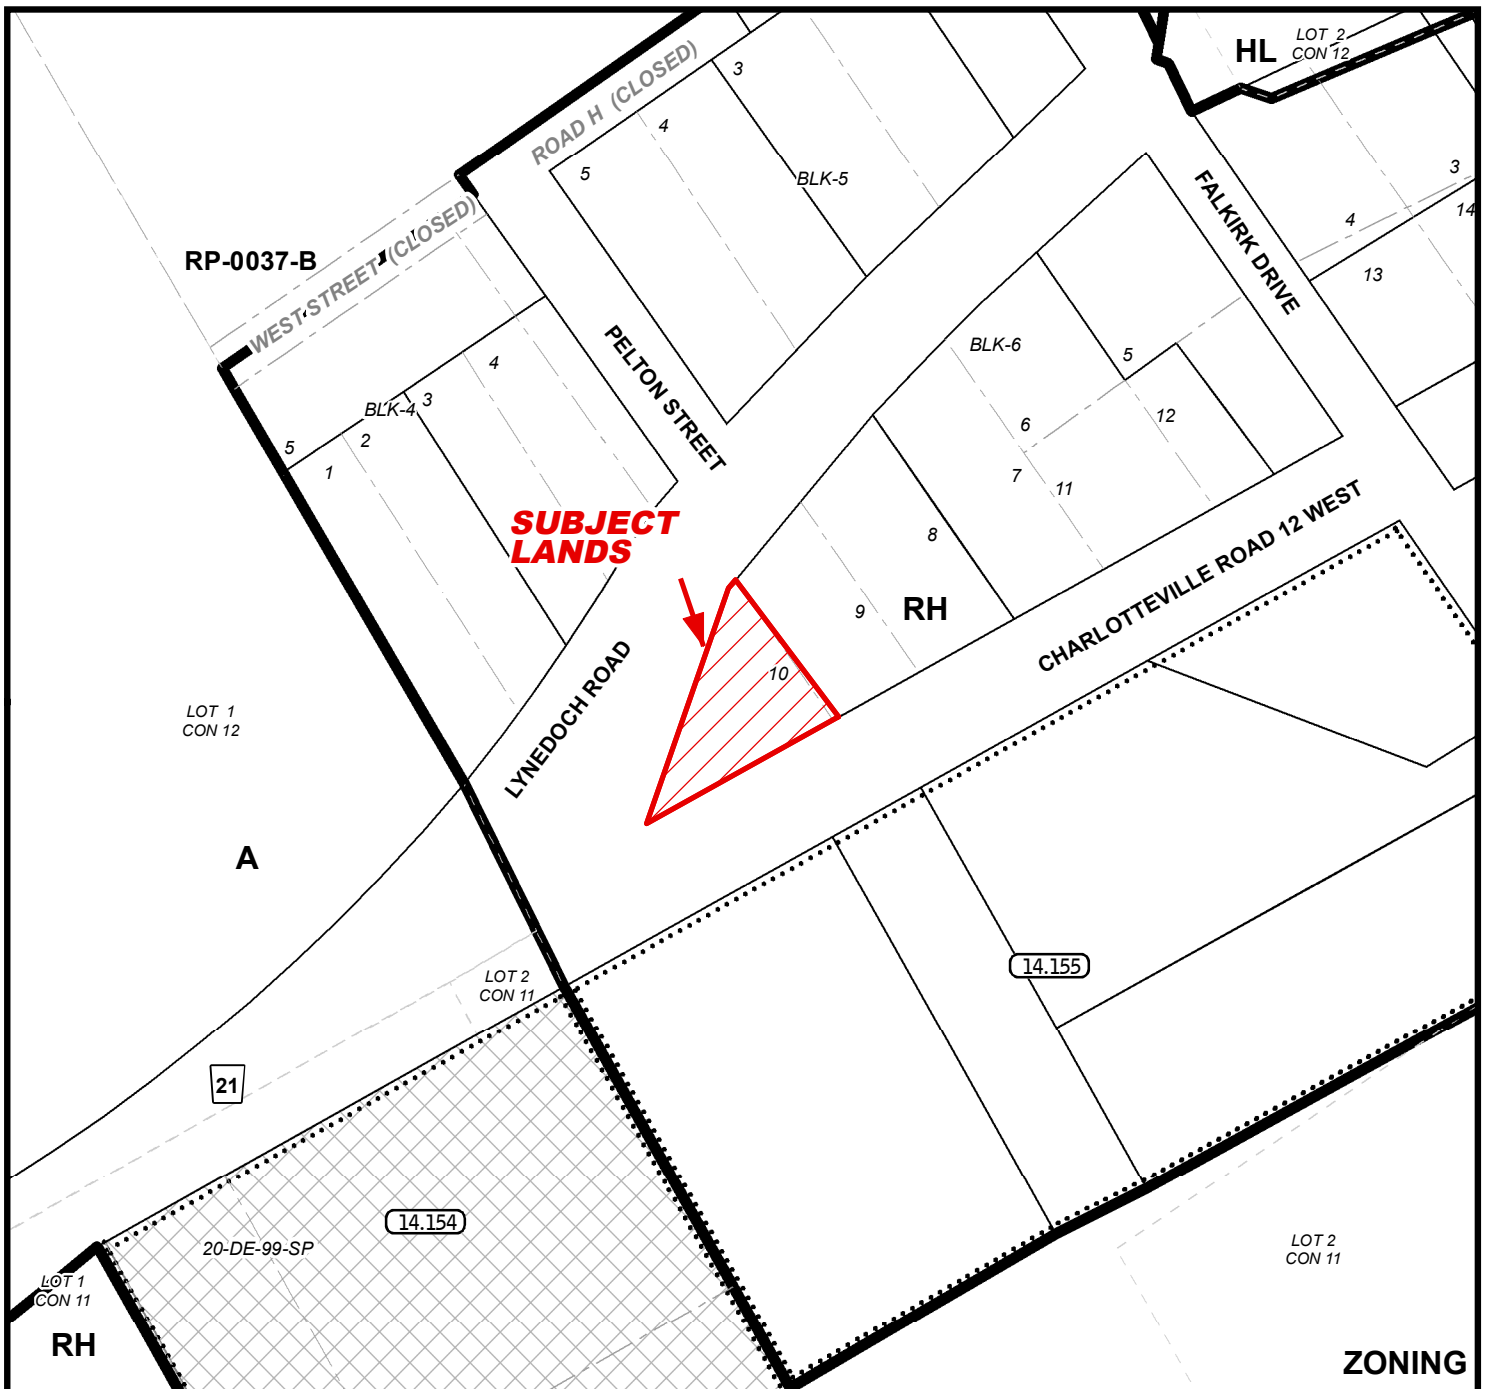 HL
LOT 2
CON 12
ROAD H (CLOSED)
3
4
5
BLK-5
3
4
14
FALKIRK DRIVE
13
WEST STREET (CLOSED)
RP-0037-B
PELTON STREET
BLK-6
5
4
3
BLK-4
2
5
1
12
6
7
11
SUBJECT
LANDS
8
CHARLOTTEVILLE ROAD 12 WEST
9
RH
10
LYNEDOCH ROAD
LOT 1
CON 12
A
LOT 2
CON 11
14.155
21
14.154
20-DE-99-SP
LOT 2
CON 11
LOT 1
CON 11
RH
ZONING